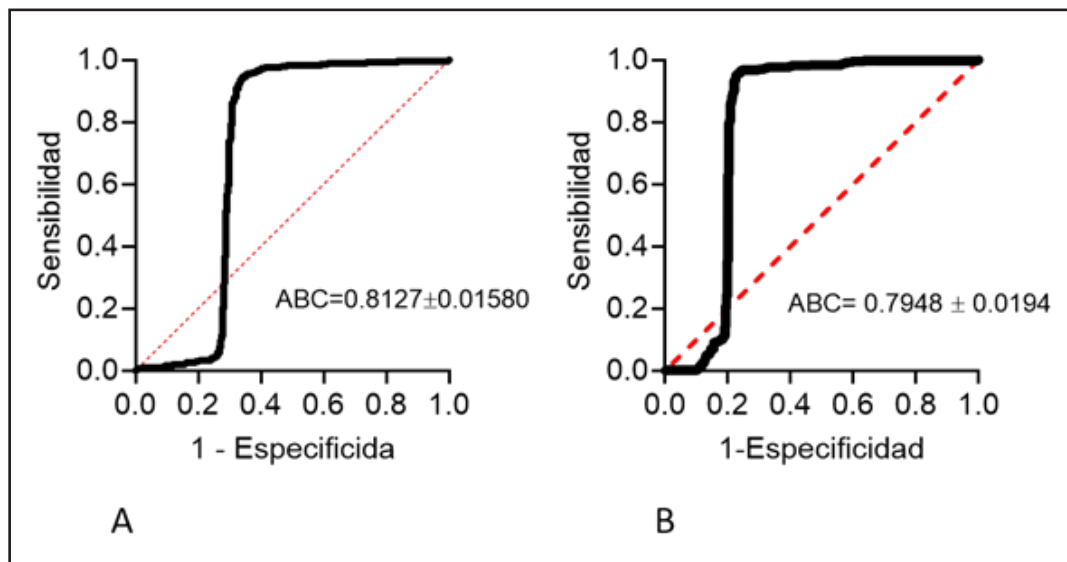 1.0
0.8
0.6
0.4
0.2
0.0
Sensibilidad
0.0 0.2 0.4 0.6 0.8 1.0
1 - Especificida
ABC=0.8127±0.01580
A
1.0
0.8
0.6
0.4
0.2
0.0
Sensibilidad
0.0 0.2 0.4 0.6 0.8 1.0
1-Especificidad
ABC= 0.7948 ± 0.0194
B